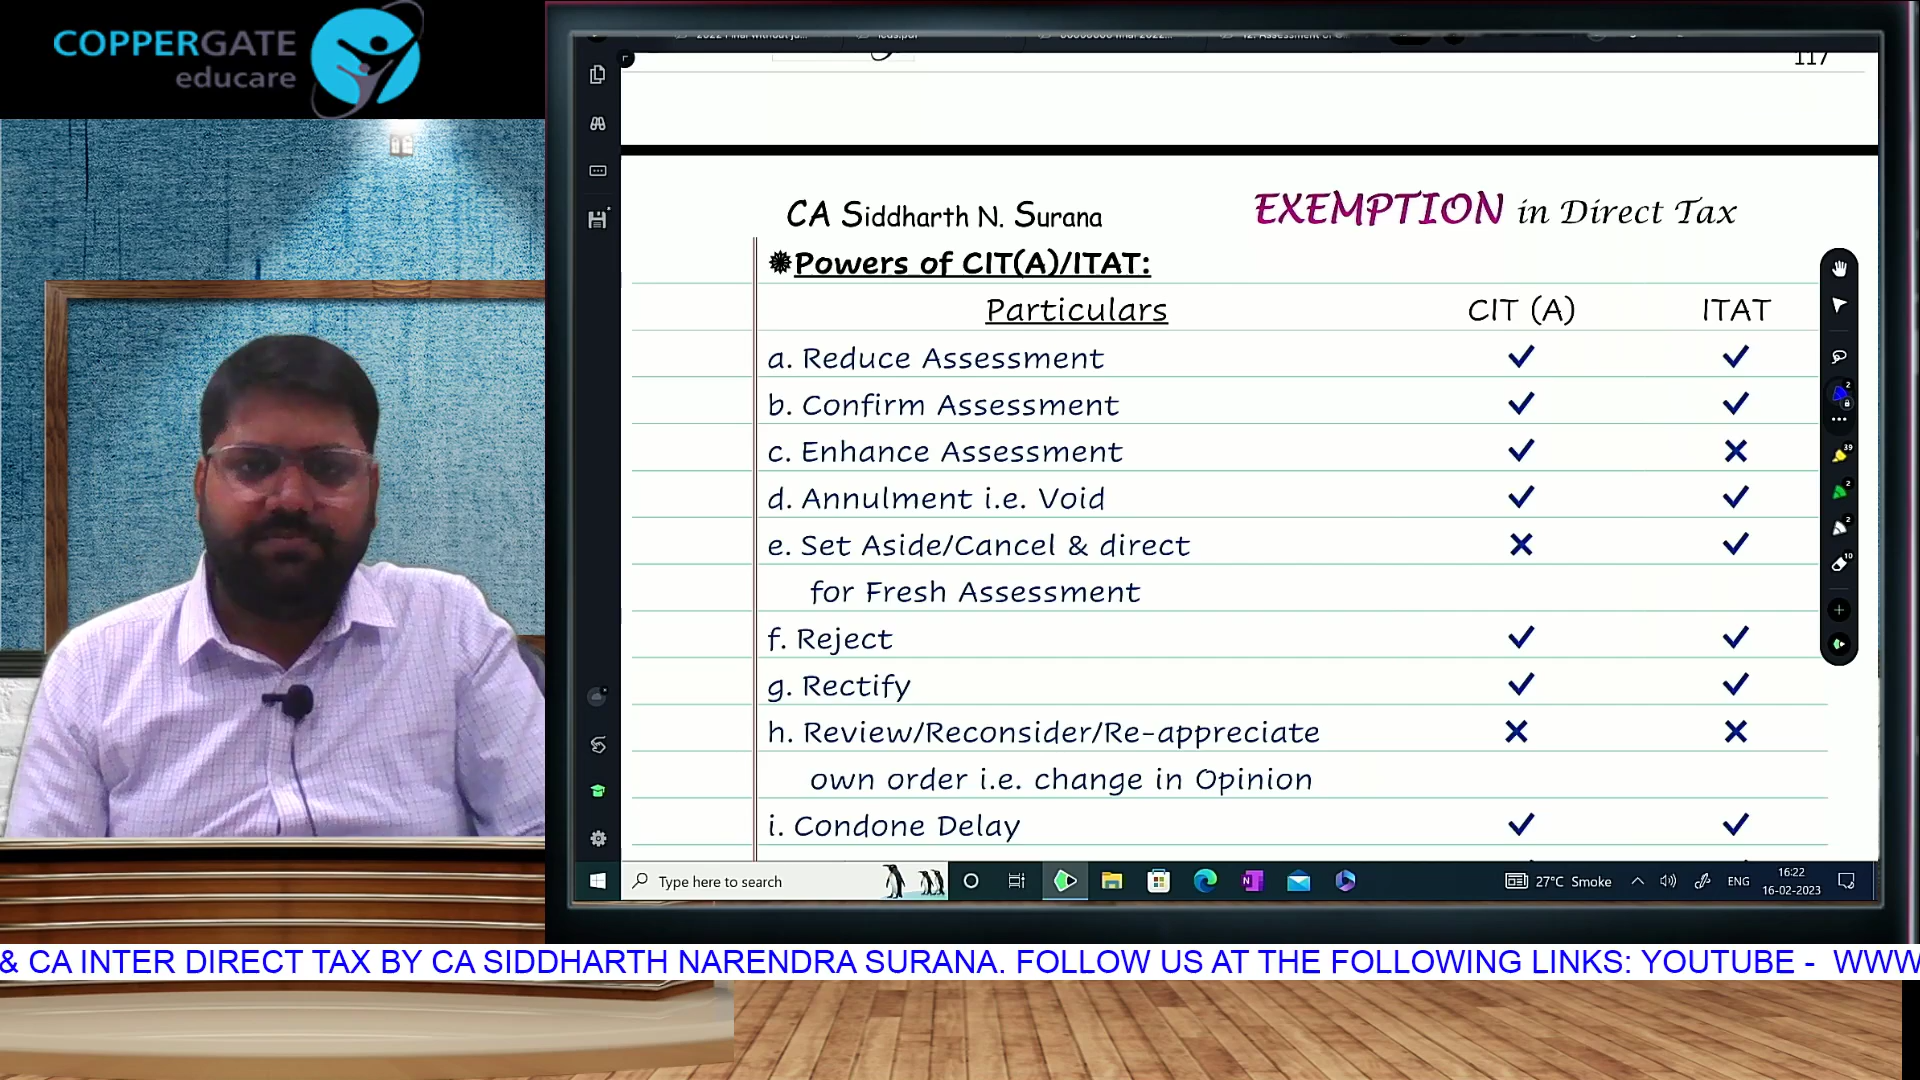 COPPERGATE
educare
117
CA Siddharth N. Surana
EXEMPTION in Direct Tax
Powers of CIT(A)/ITAT:
Particulars CIT (A) ITAT
a. Reduce Assessment ✓ ✓
b. Confirm Assessment ✓ ✓
c. Enhance Assessment ✓ ✕
d. Annulment i.e. Void ✓ ✓
e. Set Aside/Cancel & direct ✕ ✓
for Fresh Assessment
f. Reject ✓ ✓
g. Rectify ✓ ✓
h. Review/Reconsider/Re-appreciate ✕ ✕
own order i.e. change in Opinion
i. Condone Delay ✓ ✓
Type here to search
27°C Smoke
ENG
16:22
16-02-2023
& CA INTER DIRECT TAX BY CA SIDDHARTH NARENDRA SURANA. FOLLOW US AT THE FOLLOWING LINKS: YOUTUBE - WWW